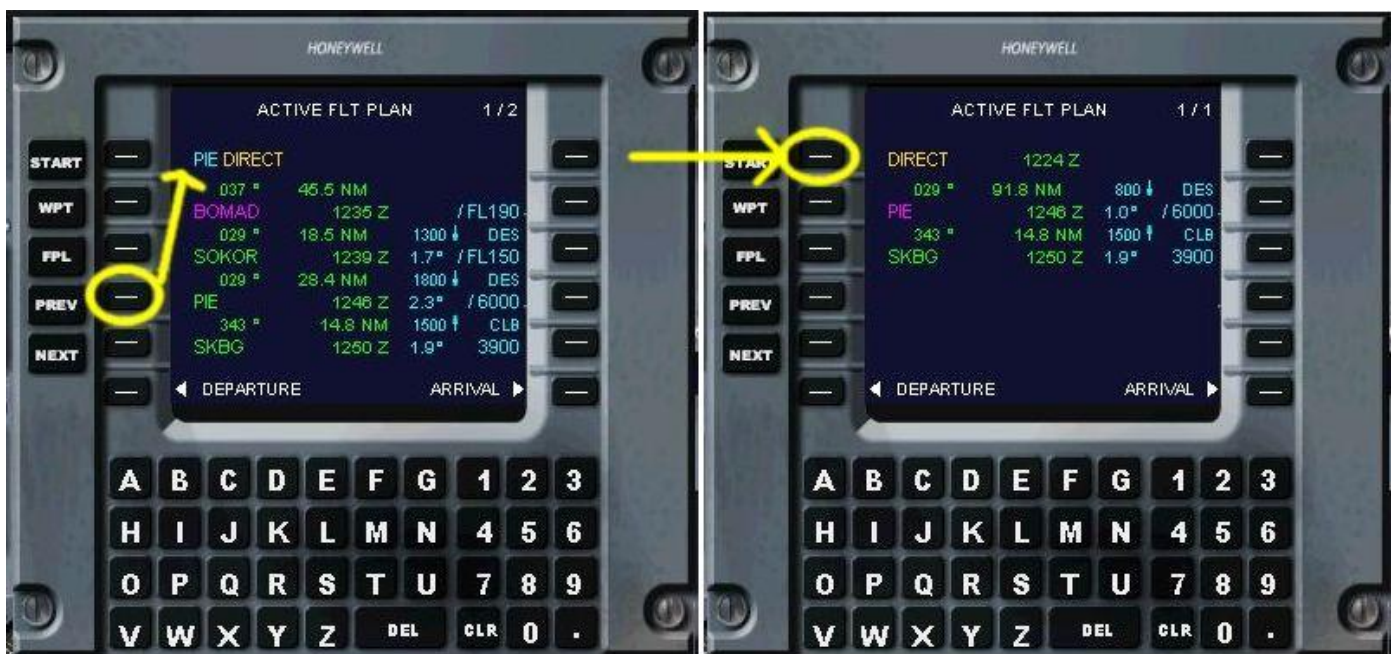 HONEYWELL
ACTIVE FLT PLAN 1 / 2
START PIE DIRECT
037 ° 45.5 NM
WPT BOMAD 1235 Z / FL190
029 ° 18.5 NM 1300 DES
FPL SOKOR 1239 Z 1.7° / FL150
029 ° 28.4 NM 1800 DES
PREV PIE 1246 Z 2.3° / 6000
343 ° 14.8 NM 1500 CLB
NEXT SKBG 1250 Z 1.9° 3900
DEPARTURE ARRIVAL
A B C D E F G 1 2 3
H I J K L M N 4 5 6
O P Q R S T U 7 8 9
V W X Y Z DEL CLR 0 .
HONEYWELL
ACTIVE FLT PLAN 1 / 1
START DIRECT 1224 Z
029 ° 91.8 NM 800 DES
WPT PIE 1246 Z 1.0° / 6000
343 ° 14.8 NM 1500 CLB
FPL SKBG 1250 Z 1.9° 3900
PREV
NEXT
DEPARTURE ARRIVAL
A B C D E F G 1 2 3
H I J K L M N 4 5 6
O P Q R S T U 7 8 9
V W X Y Z DEL CLR 0 .